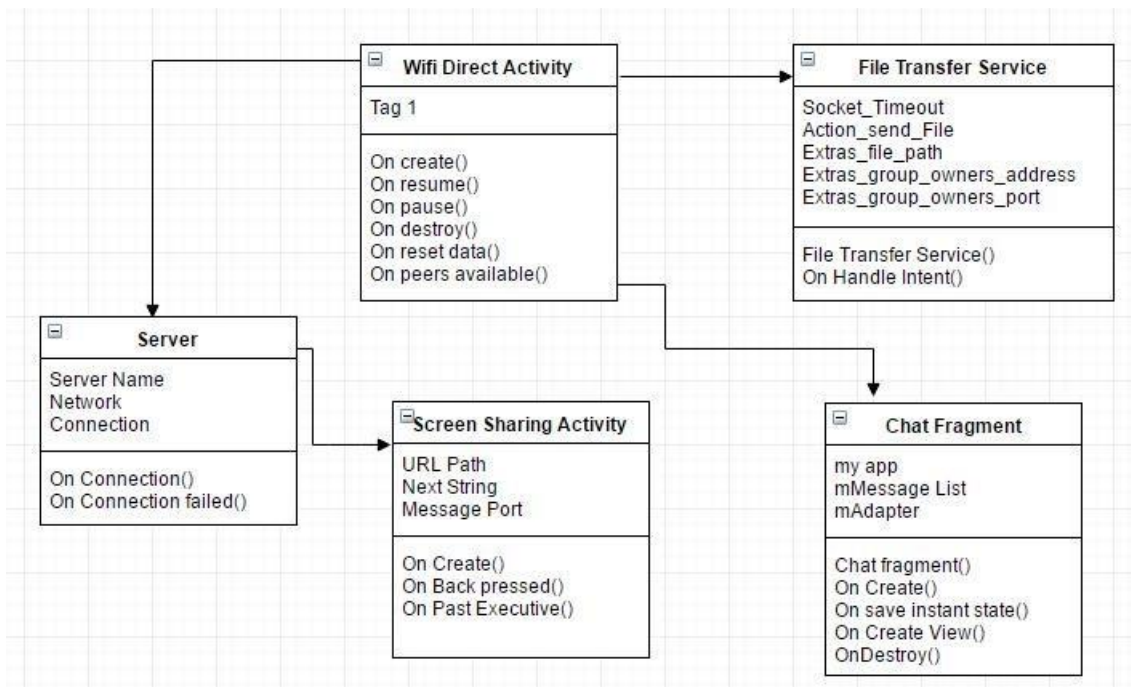 Wifi Direct Activity
Tag 1
On create()
On resume()
On pause()
On destroy()
On reset data()
On peers available()
File Transfer Service
Socket_Timeout
Action_send_File
Extras_file_path
Extras_group_owners_address
Extras_group_owners_port
File Transfer Service()
On Handle Intent()
Server
Server Name
Network
Connection
On Connection()
On Connection failed()
Screen Sharing Activity
URL Path
Next String
Message Port
On Create()
On Back pressed()
On Past Executive()
Chat Fragment
my app
mMessage List
mAdapter
Chat fragment()
On Create()
On save instant state()
On Create View()
OnDestroy()